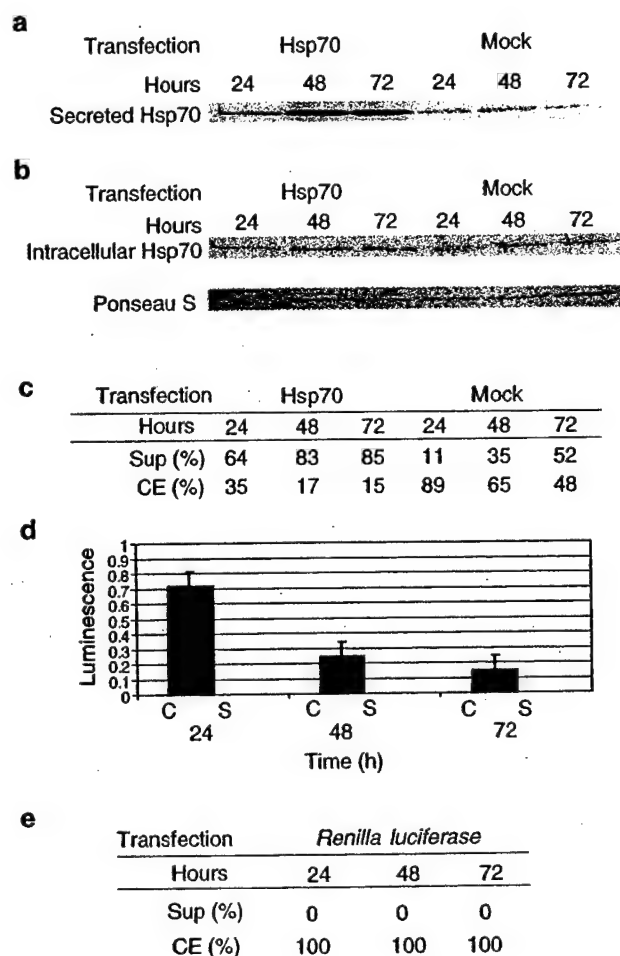 a
Transfection Hsp70 Mock
Hours 24 48 72 24 48 72
Secreted Hsp70
b
Transfection Hsp70 Mock
Hours 24 48 72 24 48 72
Intracellular Hsp70
Ponseau S
c
Transfection Hsp70 Mock
Hours 24 48 72 24 48 72
Sup (%) 64 83 85 11 35 52
CE (%) 35 17 15 89 65 48
d
Luminescence
1
0.9
0.8
0.7
0.6
0.5
0.4
0.3
0.2
0.1
0
C S C S C S
24 48 72
Time (h)
e
Transfection Renilla luciferase
Hours 24 48 72
Sup (%) 0 0 0
CE (%) 100 100 100